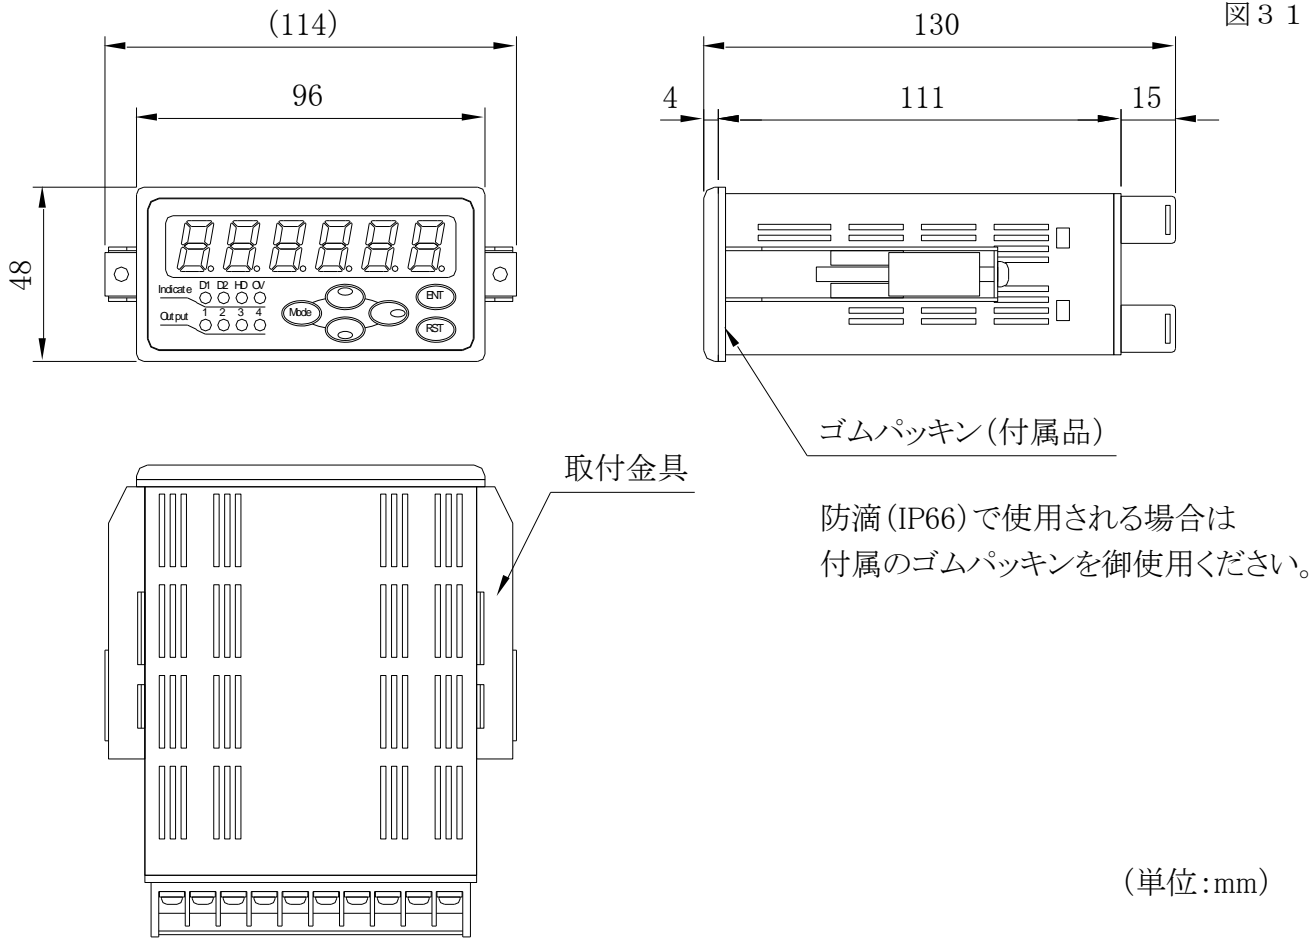 図31
(114)
96
48
Indicate D1 D2 HD OV
Output 1 2 3 4
Mode
ENT
RST
130
4 111 15
ゴムパッキン(付属品)
取付金具
防滴(IP66)で使用される場合は
付属のゴムパッキンを御使用ください。
(単位:mm)